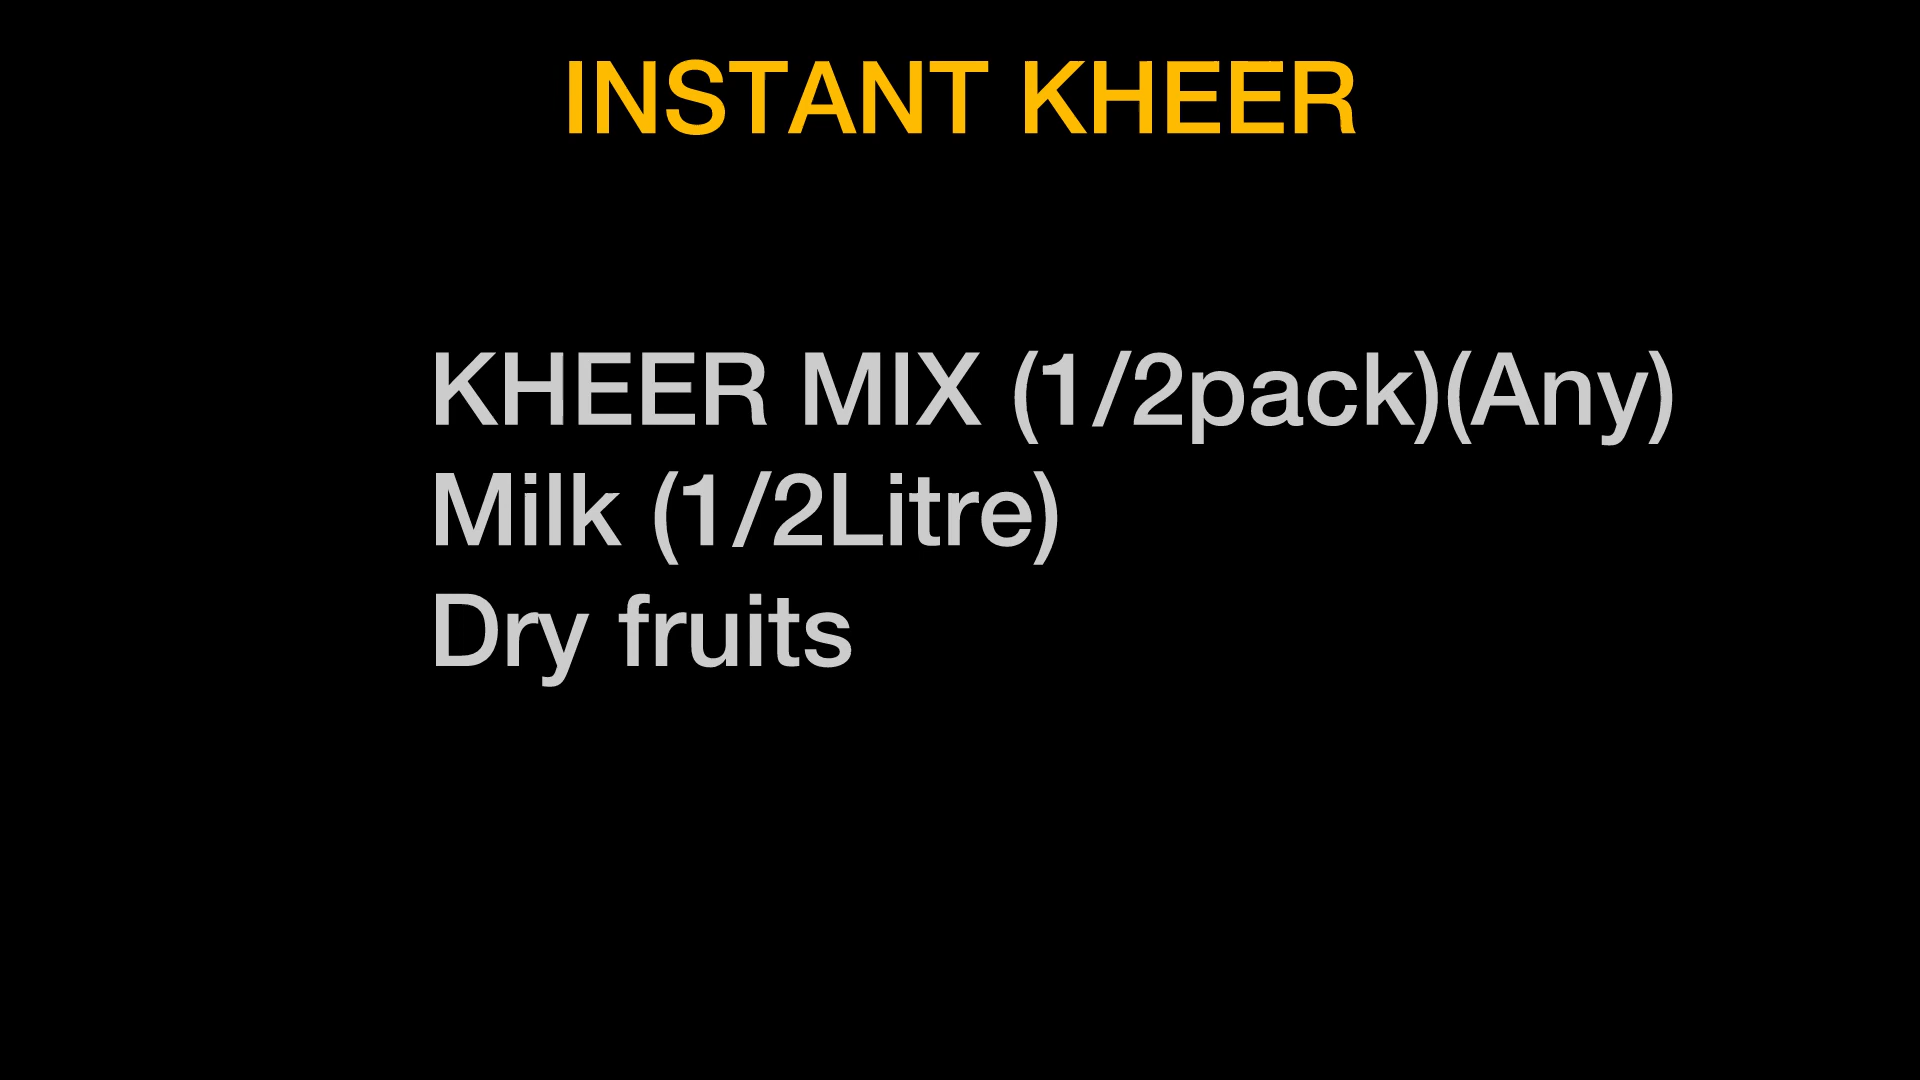 INSTANT KHEER
KHEER MIX (1/2pack)(Any)
Milk (1/2Litre)
Dry fruits